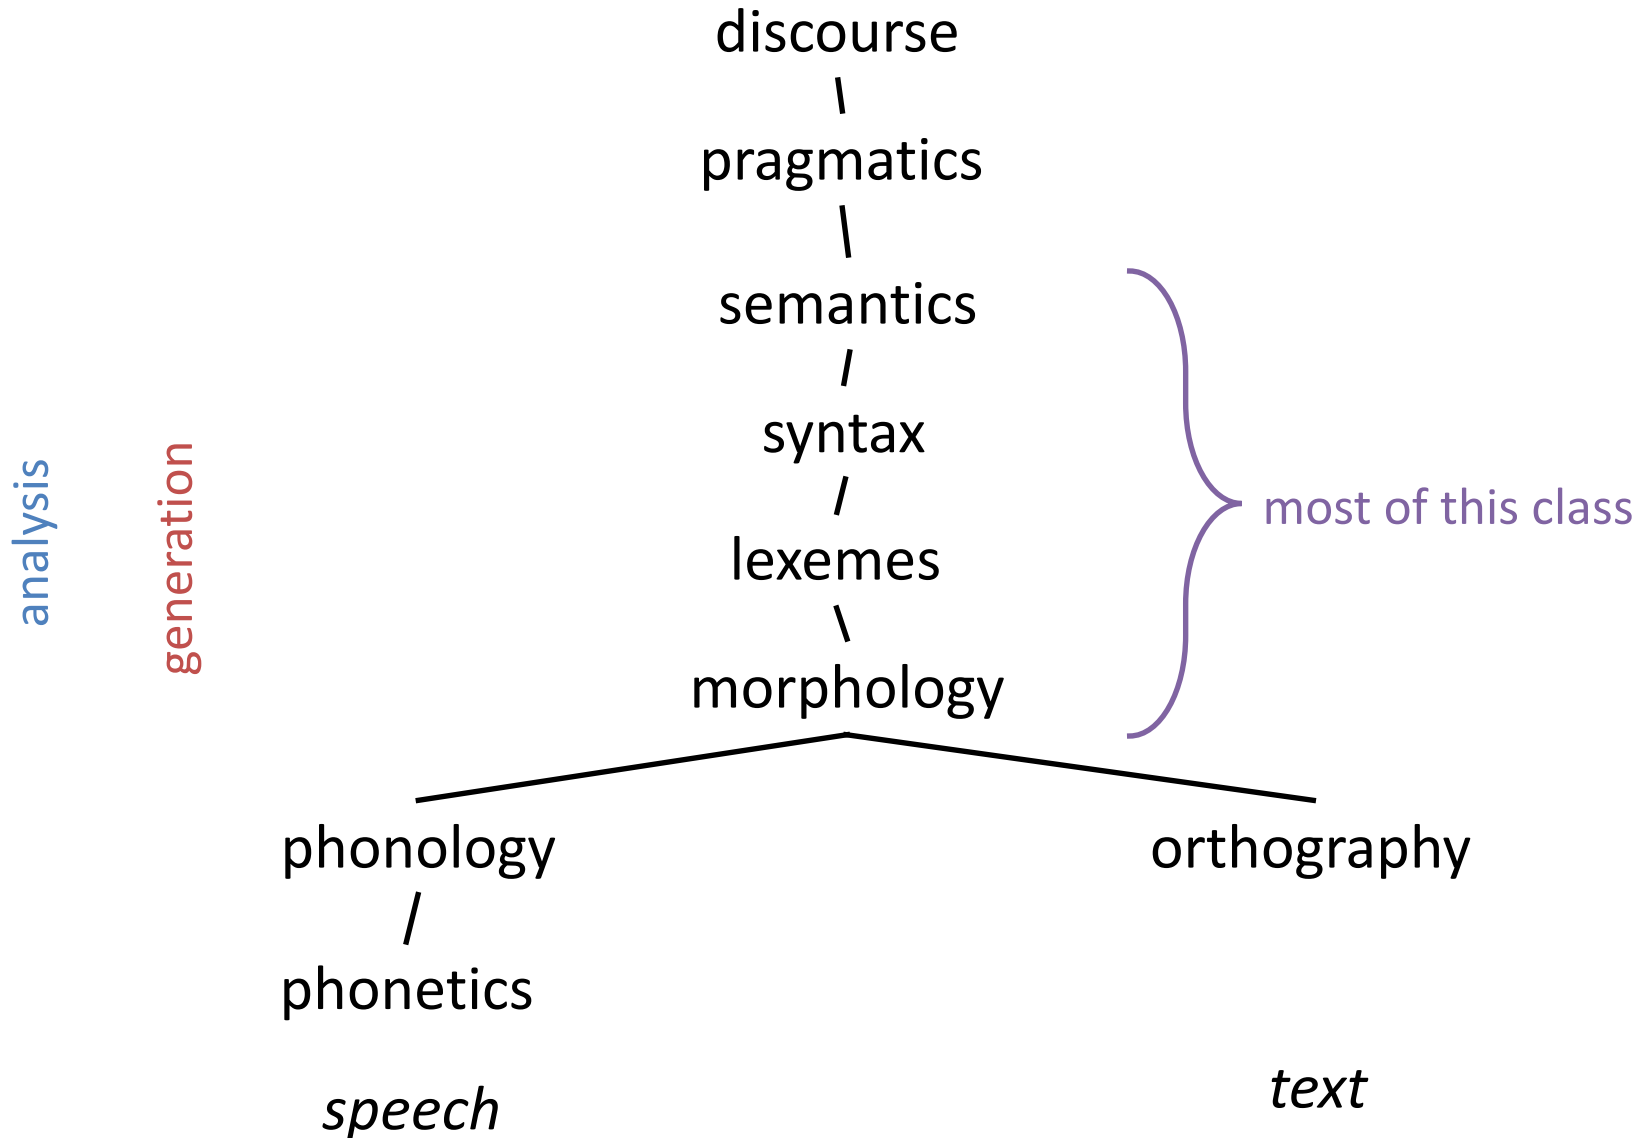 discourse
pragmatics
semantics
syntax
lexemes
morphology
analysis
generation
most of this class
phonology
orthography
phonetics
speech
text